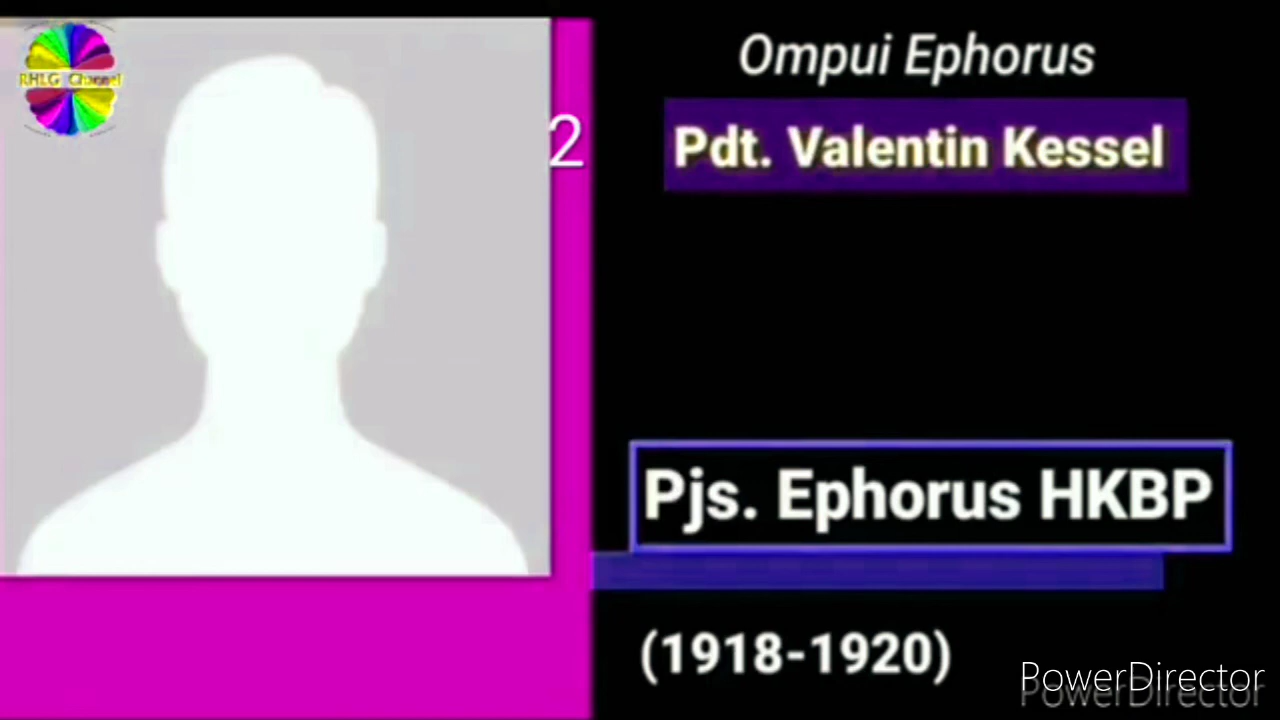 RHLG Channel
2
Ompui Ephorus
Pdt. Valentin Kessel
Pjs. Ephorus HKBP
(1918-1920)
PowerDirector